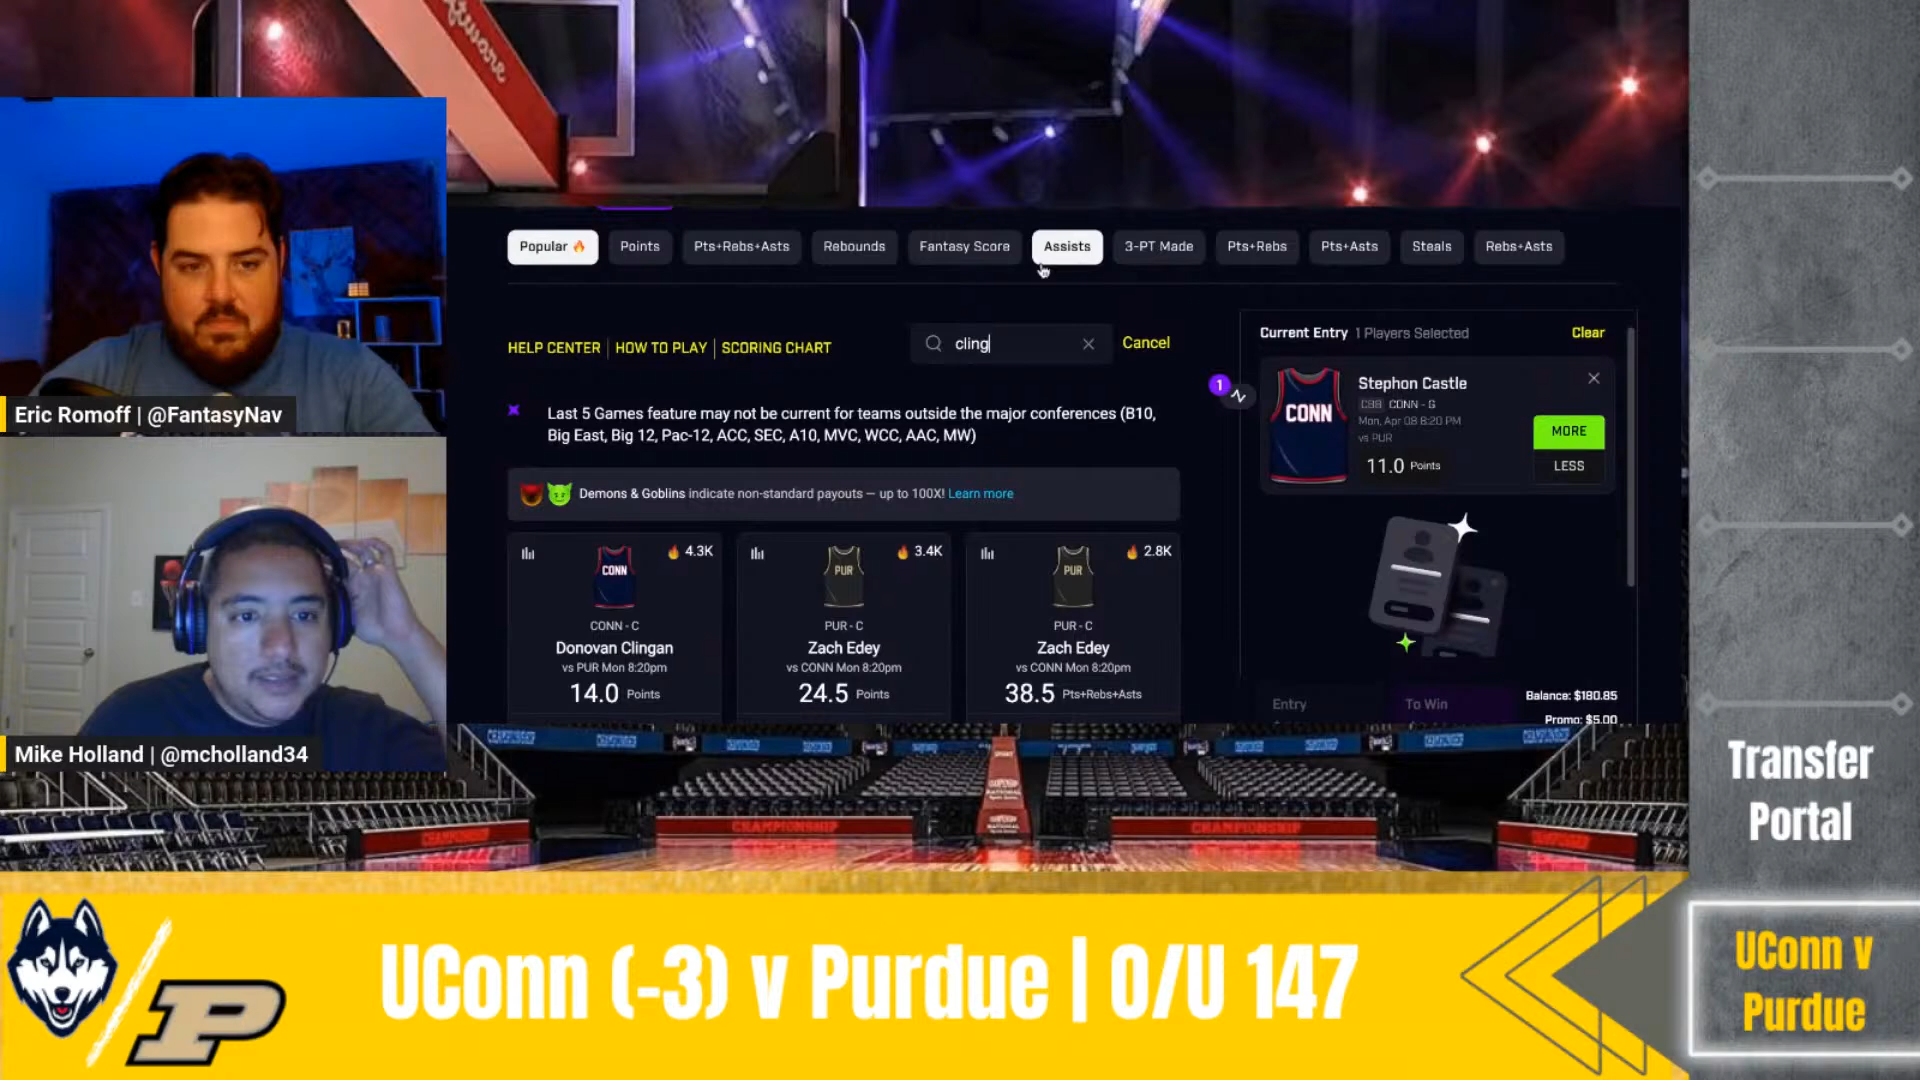 ftware
Eric Romoff | @FantasyNav
Mike Holland | @mcholland34
Popular 🔥
Points
Pts+Rebs+Asts
Rebounds
Fantasy Score
Assists
3-PT Made
Pts+Rebs
Pts+Asts
Steals
Rebs+Asts
HELP CENTER | HOW TO PLAY | SCORING CHART
cling
Cancel
Last 5 Games feature may not be current for teams outside the major conferences (B10,
Big East, Big 12, Pac-12, ACC, SEC, A10, MVC, WCC, AAC, MW)
Demons & Goblins indicate non-standard payouts — up to 100X! Learn more
4.3K
CONN
CONN - C
Donovan Clingan
vs PUR Mon 8:20pm
14.0 Points
3.4K
PUR
PUR - C
Zach Edey
vs CONN Mon 8:20pm
24.5 Points
2.8K
PUR
PUR - C
Zach Edey
vs CONN Mon 8:20pm
38.5 Pts+Rebs+Asts
1
Current Entry 1 Players Selected
Clear
CONN
Stephon Castle
CBB CONN - G
Mon, Apr 08 8:20 PM
vs PUR
11.0 Points
MORE
LESS
Entry
To Win
Balance: $180.85
Promo: $5.00
CHAMPIONSHIP
CHAMPIONSHIP
CHAMPIONSHIP
UConn (-3) v Purdue | O/U 147
P
Transfer
Portal
UConn v
Purdue